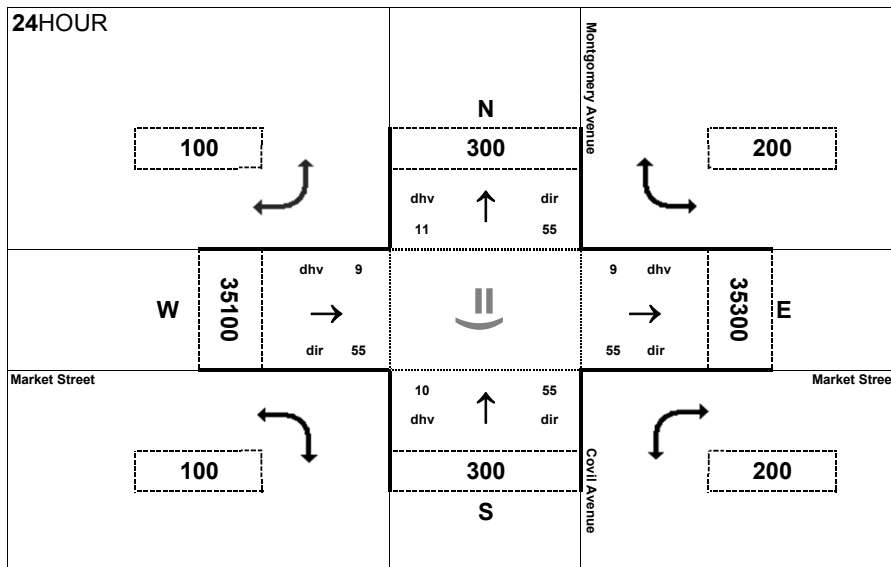 24HOUR
Montgomery Avenue
N
100
300
200
dhv dir
11 55
35100
dhv 9
9 dhv
35300
W
E
dir 55
55 dir
Market Street
Market Stree
10 55
dhv dir
100
300
200
Covil Avenue
S